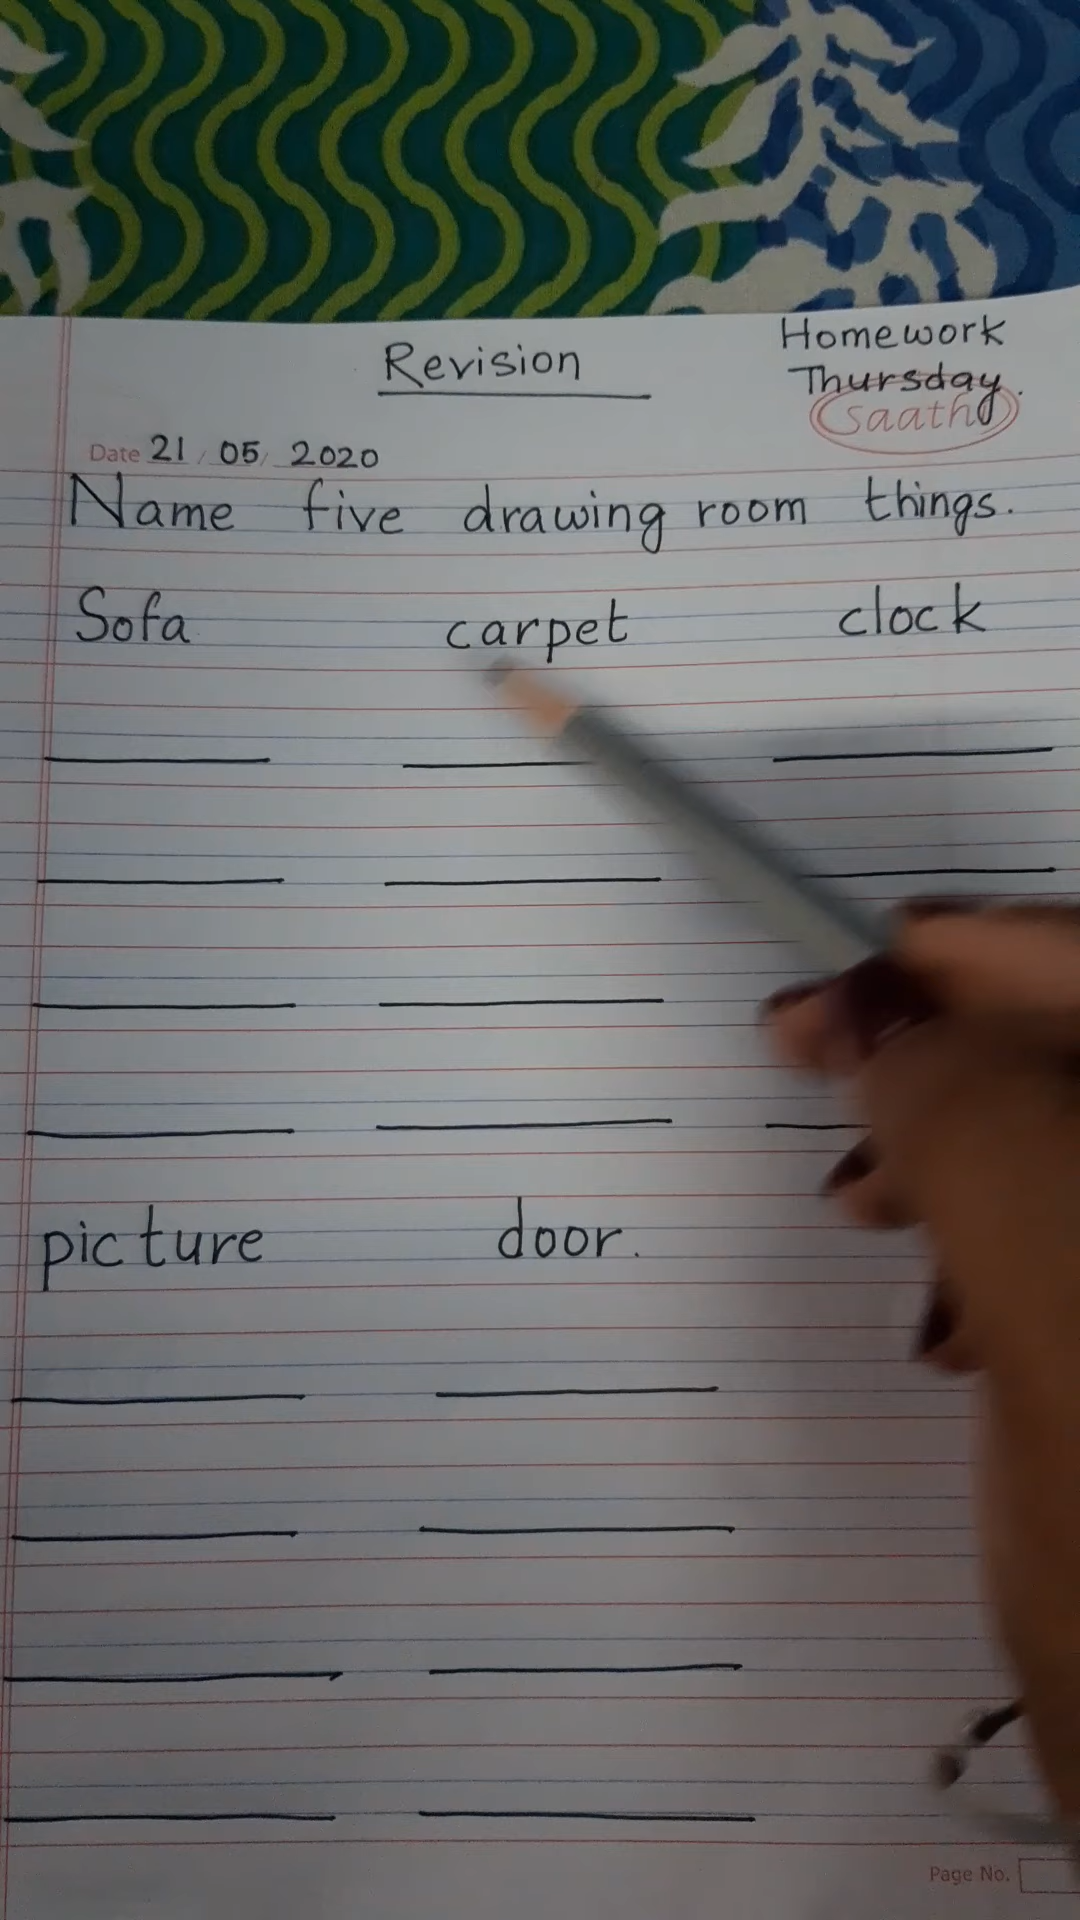 Homework
Revision
Thursday.
saathi
Date 21/05/2020
Name five drawing room things.
Sofa carpet clock
picture door.
Page No.